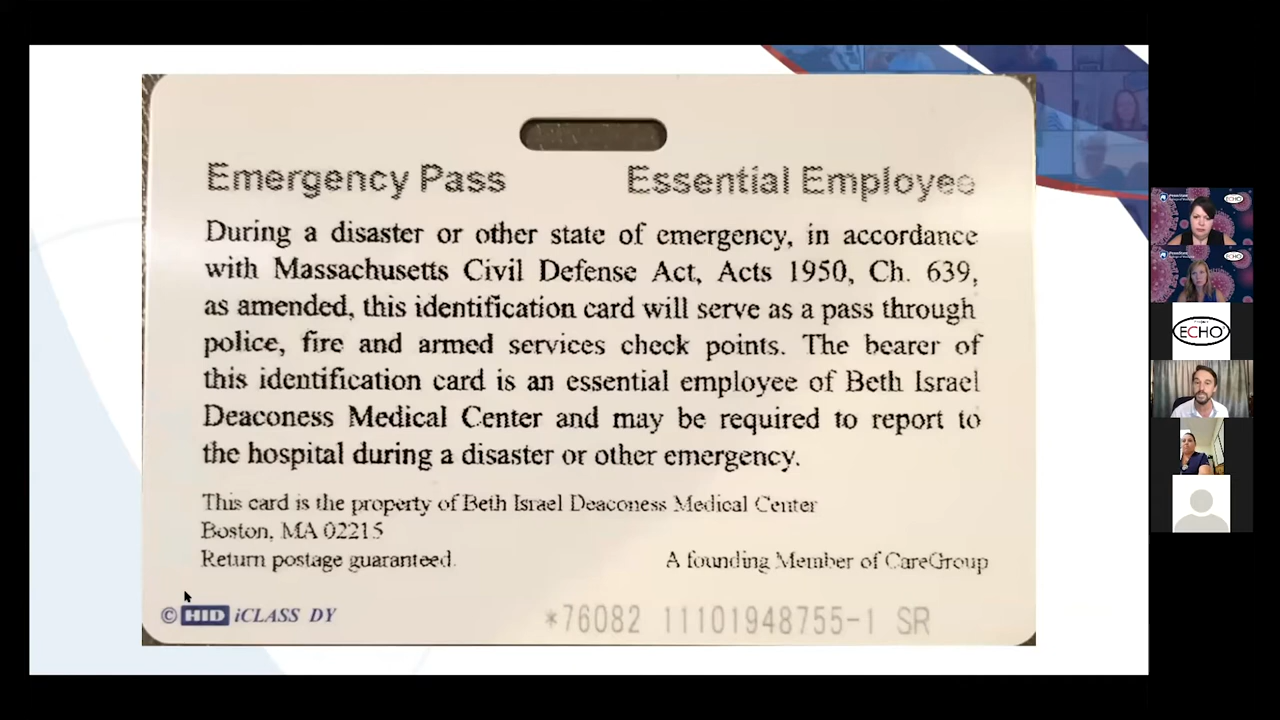 Emergency Pass Essential Employee
During a disaster or other state of emergency, in accordance
with Massachusetts Civil Defense Act, Acts 1950, Ch. 639,
as amended, this identification card will serve as a pass through
police, fire and armed services check points. The bearer of
this identification card is an essential employee of Beth Israel
Deaconess Medical Center and may be required to report to
the hospital during a disaster or other emergency.
This card is the property of Beth Israel Deaconess Medical Center
Boston, MA 02215
Return postage guaranteed.
A founding Member of CareGroup
© HID iCLASS DY
*76082 11101948755-1 SR
ECHO
ECHO
ECHO